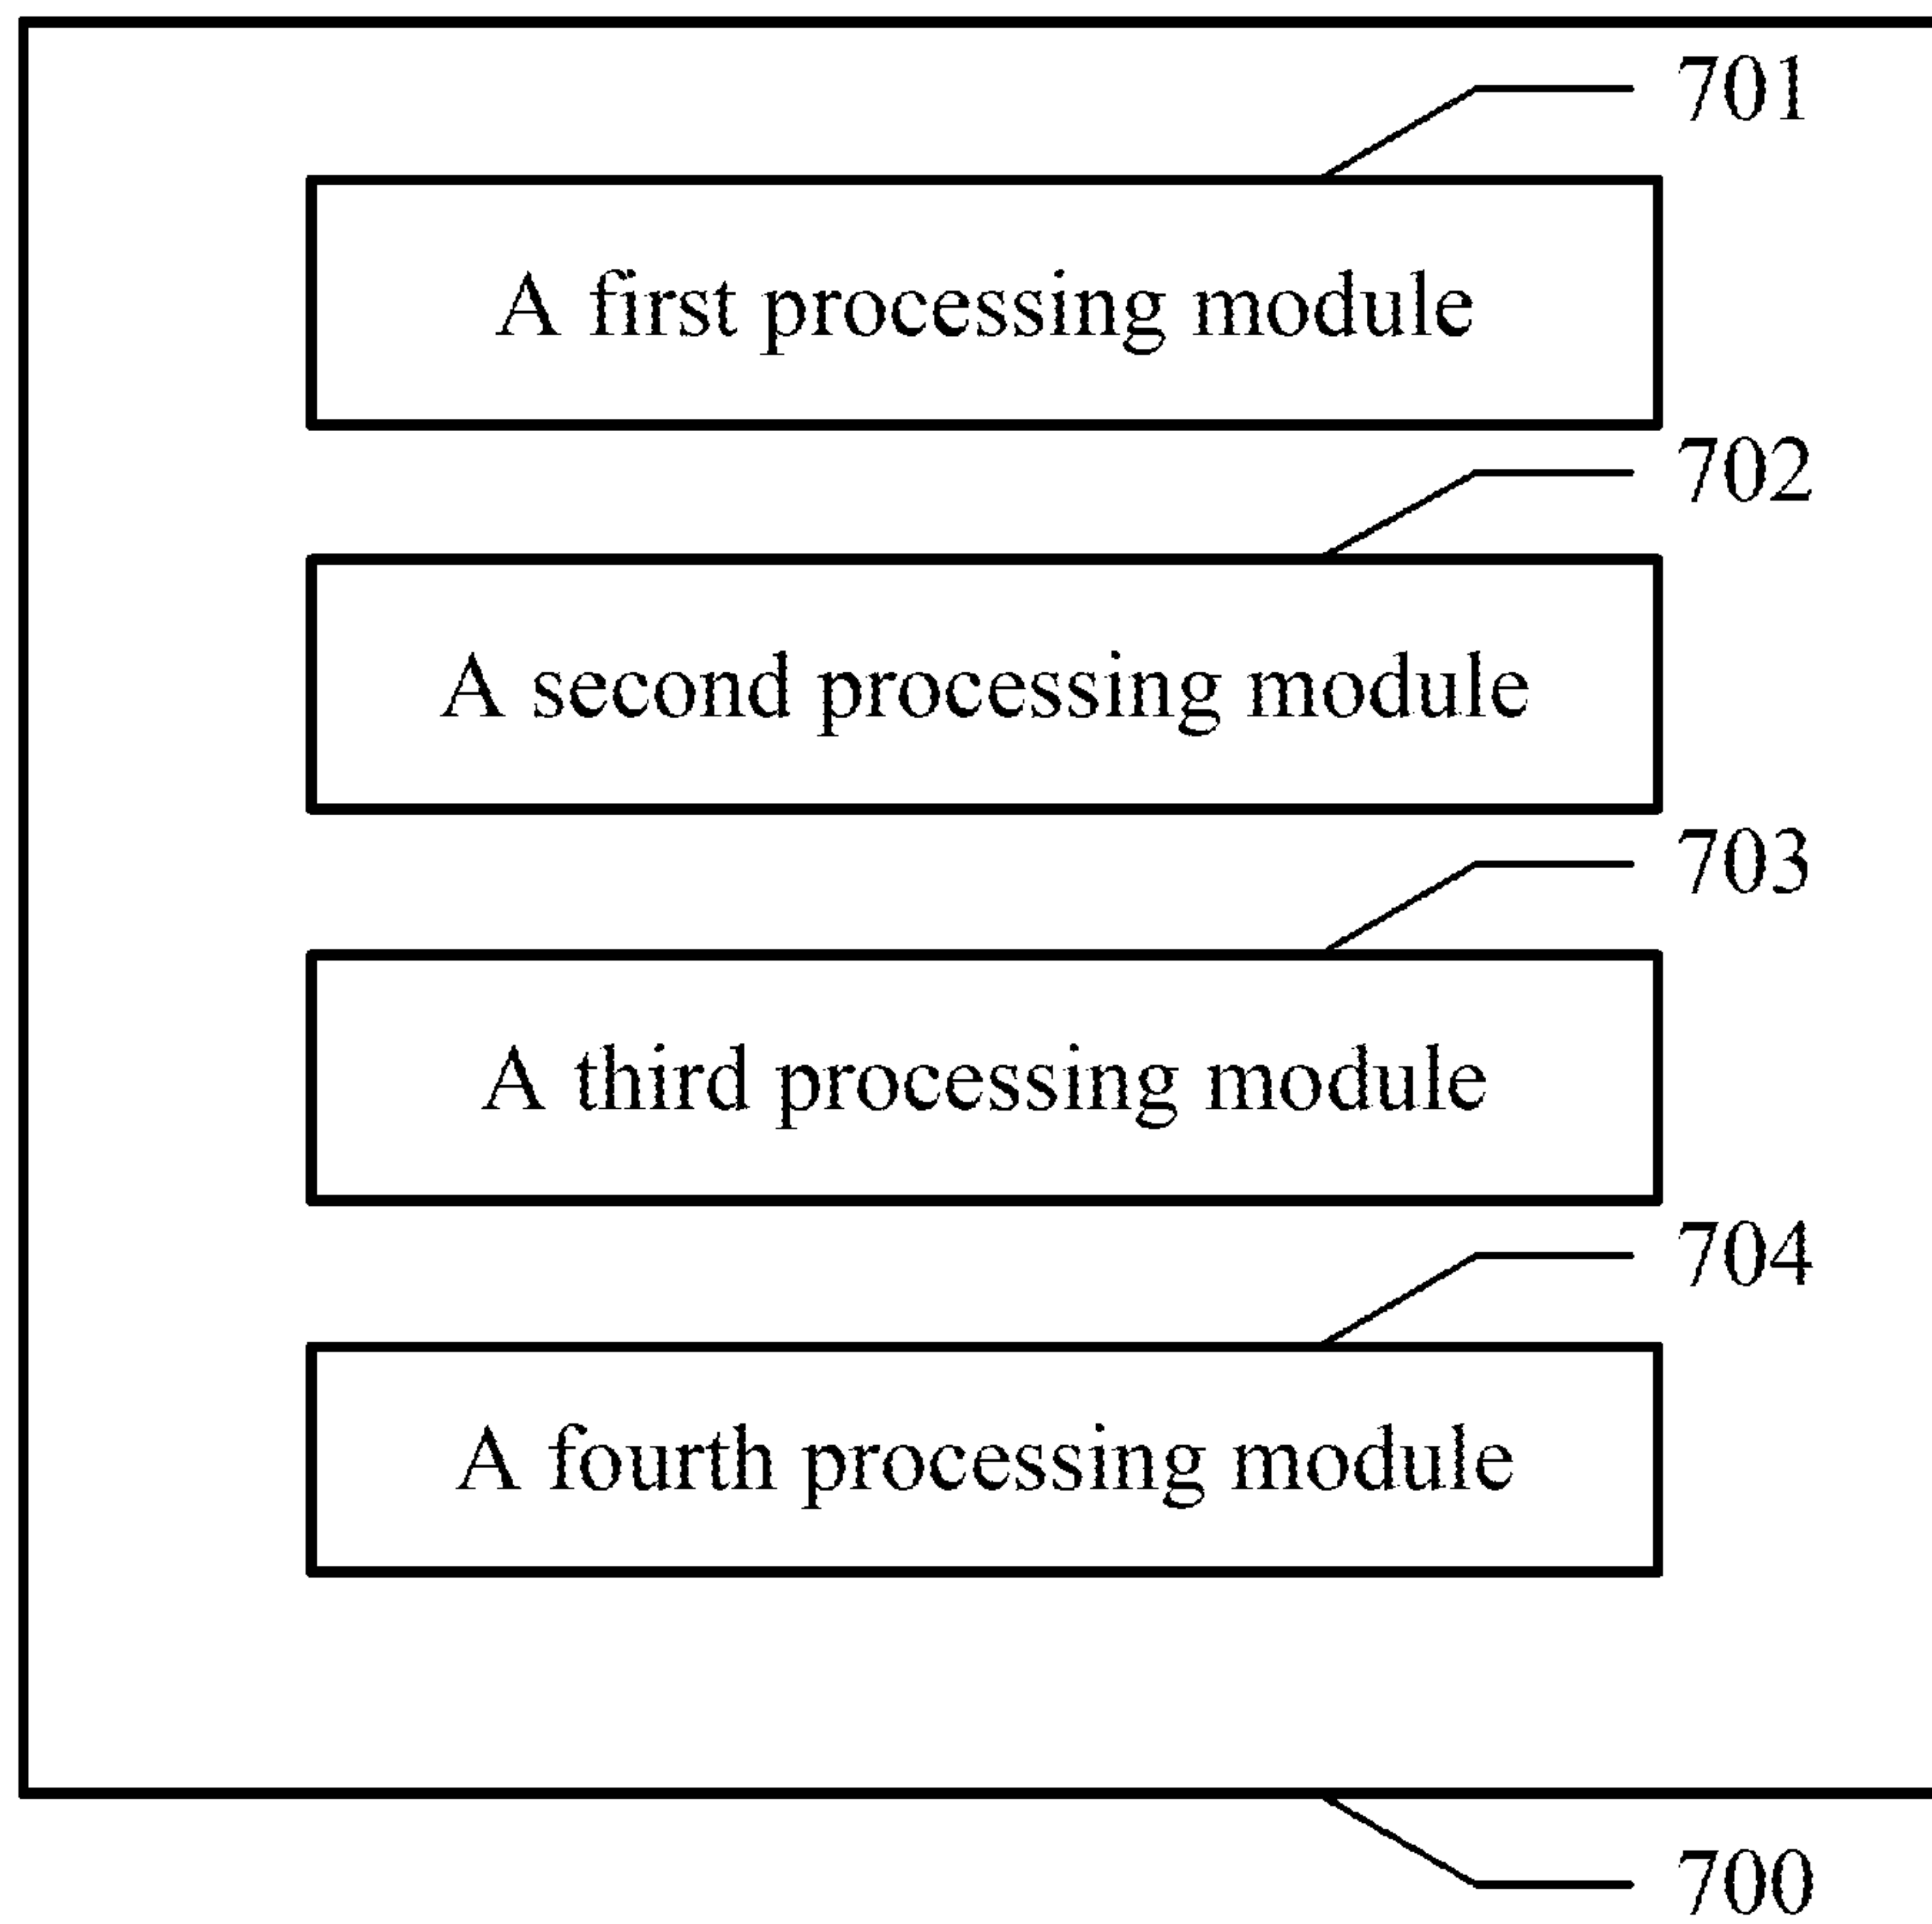 701
A first processing module
702
A second processing module
703
A third processing module
704
A fourth processing module
700